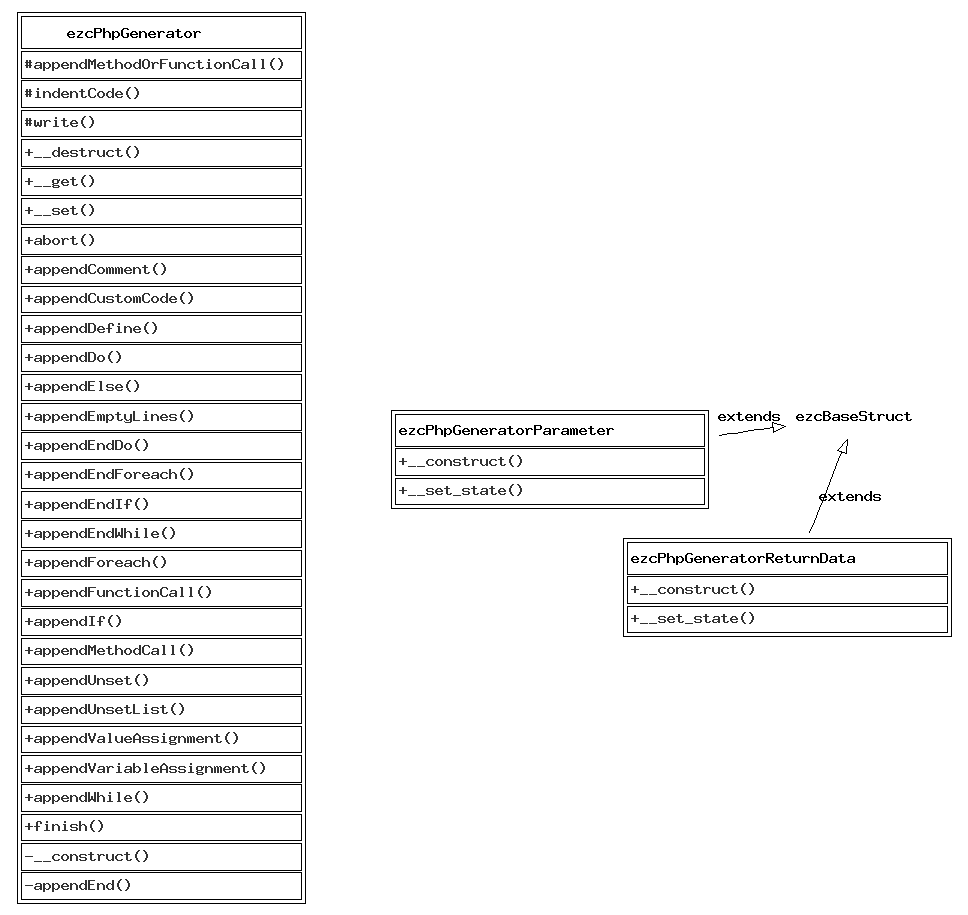 ezcPhpGenerator
#appendMethodOrFunctionCall()
#indentCode()
#write()
+__destruct()
+__get()
+__set()
+abort()
+appendComment()
+appendCustomCode()
+appendDefine()
+appendDo()
+appendElse()
+appendEmptyLines()
+appendEndDo()
+appendEndForeach()
+appendEndIf()
+appendEndWhile()
+appendForeach()
+appendFunctionCall()
+appendIf()
+appendMethodCall()
+appendUnset()
+appendUnsetList()
+appendValueAssignment()
+appendVariableAssignment()
+appendWhile()
+finish()
-__construct()
-appendEnd()
ezcPhpGeneratorParameter
+__construct()
+__set_state()
extends
ezcBaseStruct
extends
ezcPhpGeneratorReturnData
+__construct()
+__set_state()